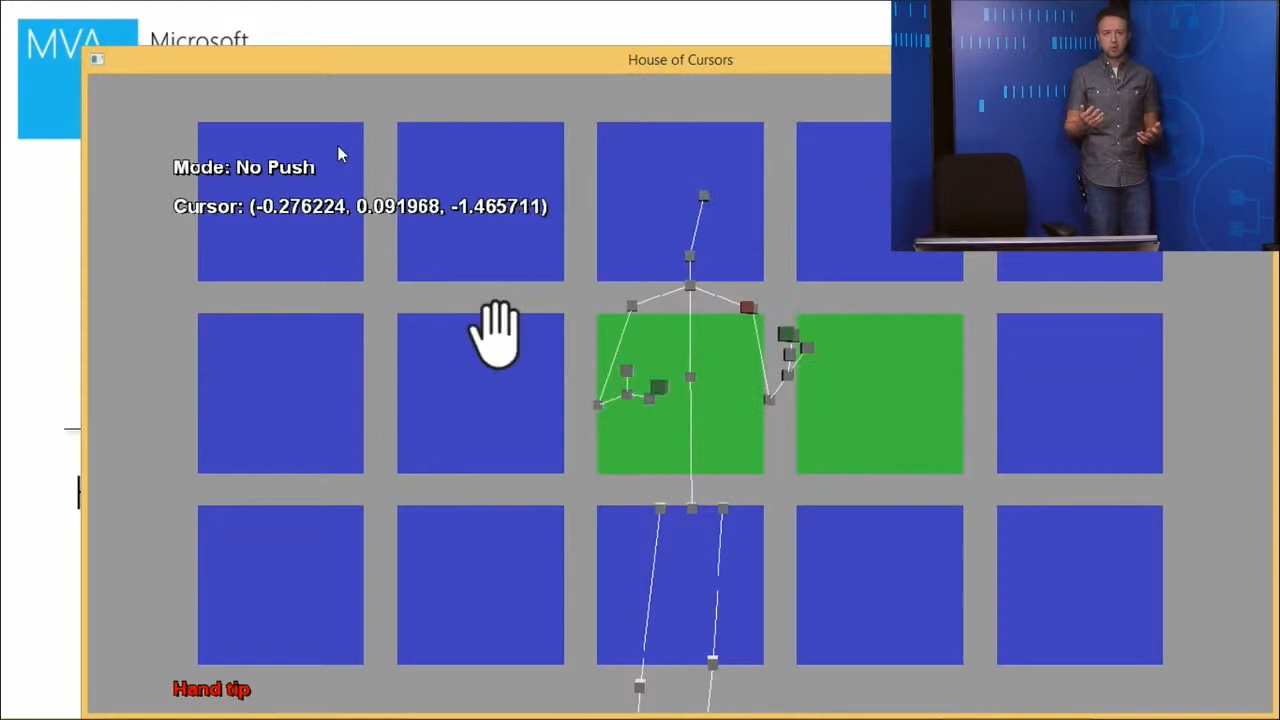 MVA
Microsoft
House of Cursors
Mode: No Push
Cursor: (-0.276224, 0.091968, -1.465711)
Hand tip